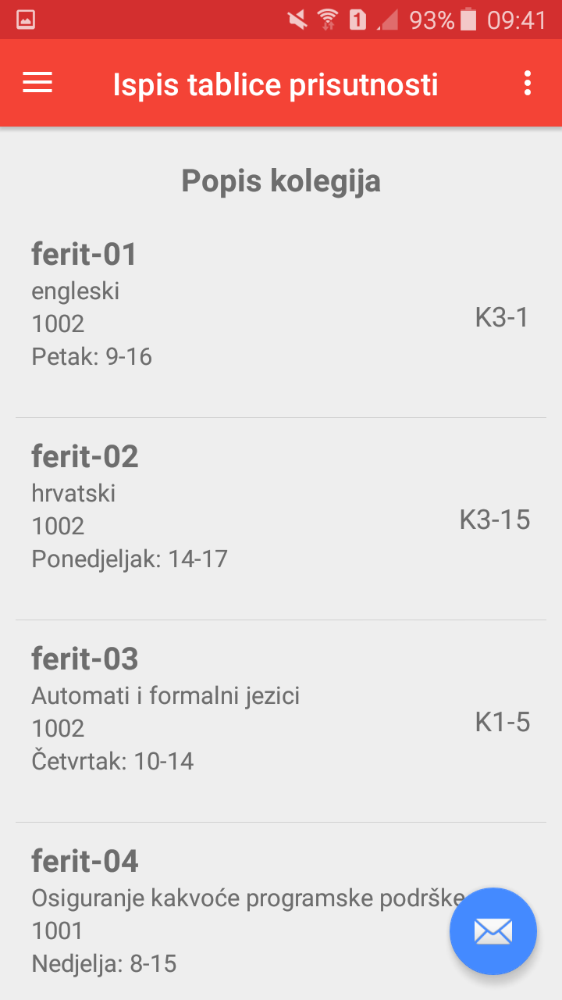 1 93% 09:41
Ispis tablice prisutnosti
Popis kolegija
ferit-01
engleski
1002
K3-1
Petak: 9-16
ferit-02
hrvatski
1002
K3-15
Ponedjeljak: 14-17
ferit-03
Automati i formalni jezici
1002
K1-5
Četvrtak: 10-14
ferit-04
Osiguranje kakvoće programske podrške
1001
Nedjelja: 8-15